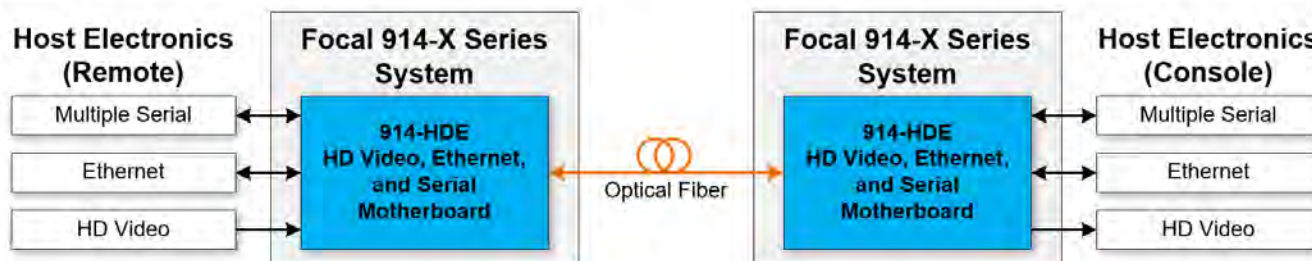 Host Electronics
(Remote)
Multiple Serial
Ethernet
HD Video
Focal 914-X Series
System
914-HDE
HD Video, Ethernet,
and Serial
Motherboard
Optical Fiber
Focal 914-X Series
System
914-HDE
HD Video, Ethernet,
and Serial
Motherboard
Host Electronics
(Console)
Multiple Serial
Ethernet
HD Video